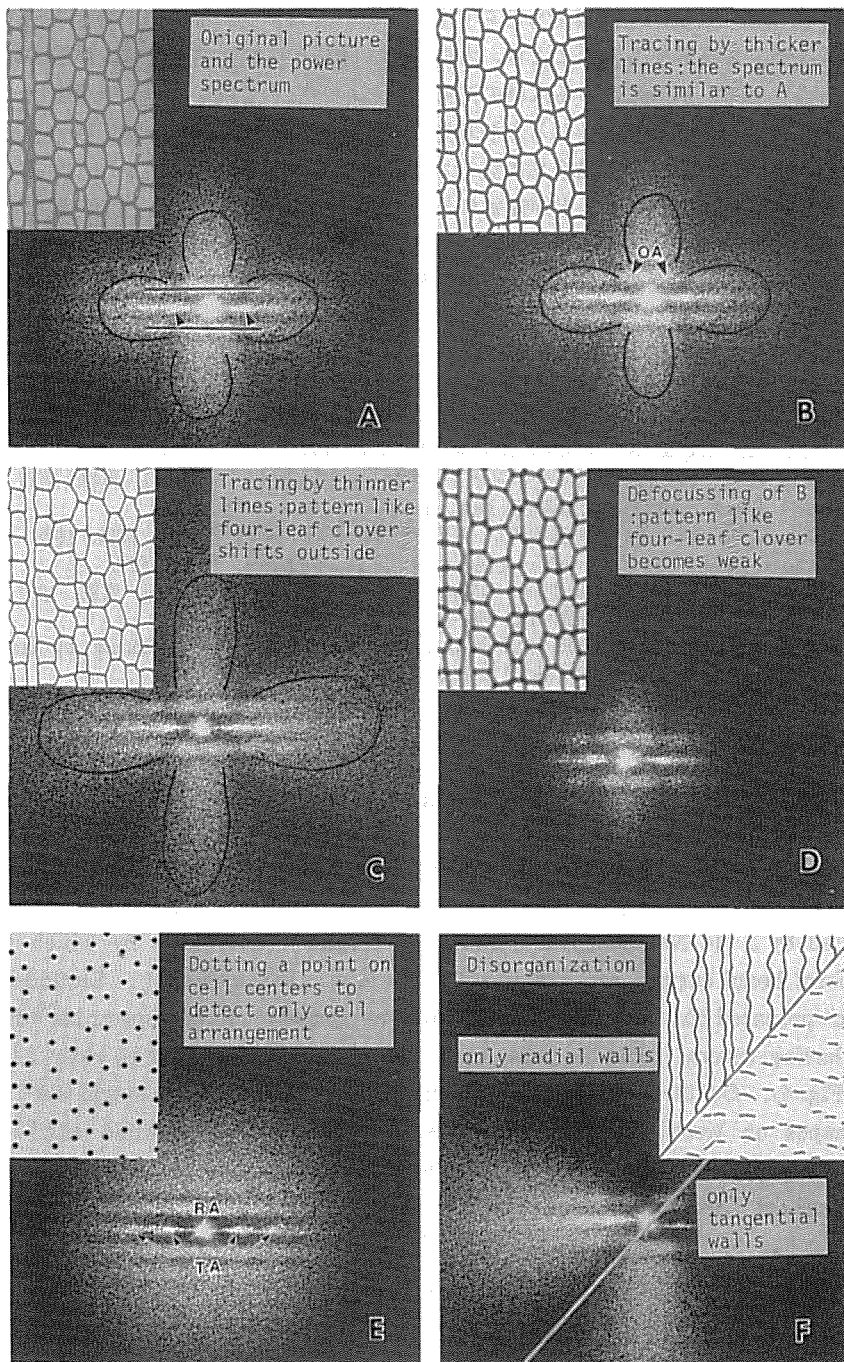 Original picture
and the power
spectrum
A
Tracing by thicker
lines:the spectrum
is similar to A
OA
B
Tracing by thinner
lines:pattern like
four-leaf clover
shifts outside
C
Defocussing of B
:pattern like
four-leaf clover
becomes weak
D
Dotting a point on
cell centers to
detect only cell
arrangement
RA
TA
E
Disorganization
only radial walls
only
tangential
walls
F